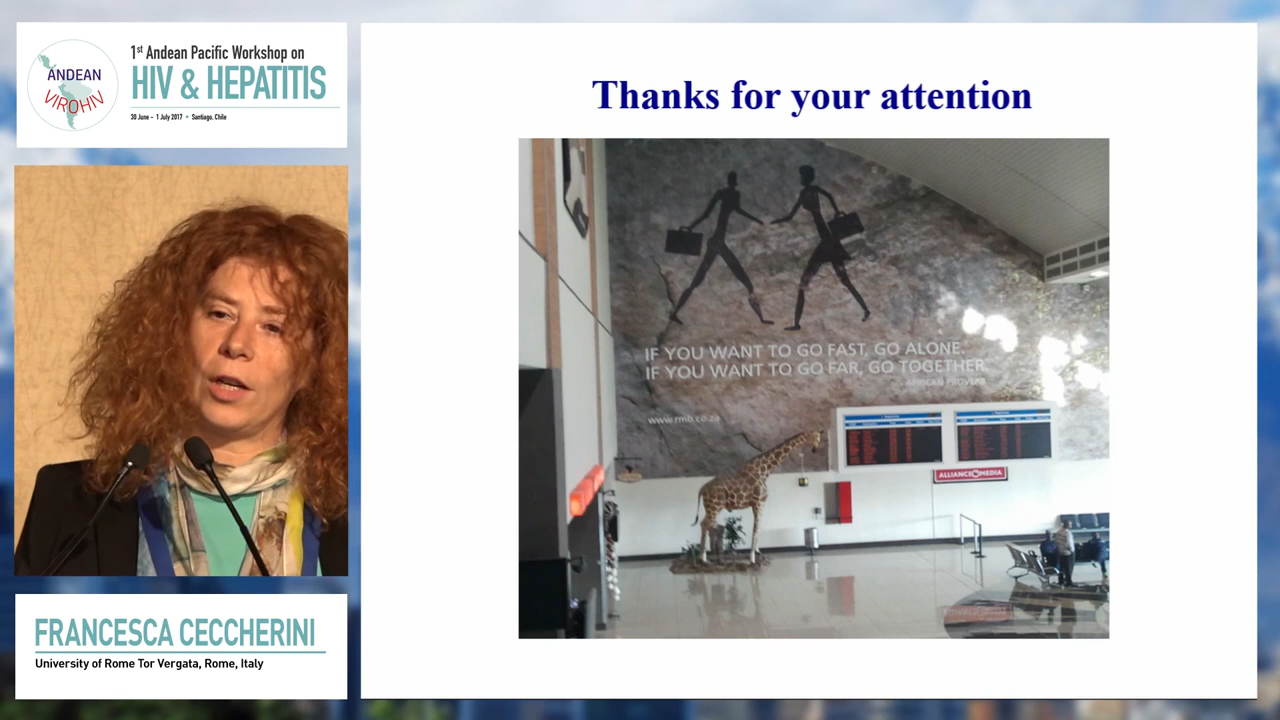 1st Andean Pacific Workshop on
HIV & HEPATITIS
30 June - 1 July 2017 • Santiago, Chile
ANDEAN
VIROHIV
Thanks for your attention
IF YOU WANT TO GO FAST, GO ALONE.
IF YOU WANT TO GO FAR, GO TOGETHER.
- AFRICAN PROVERB
www.rmb.co.za
ALLIANCE MEDIA
FRANCESCA CECCHERINI
University of Rome Tor Vergata, Rome, Italy